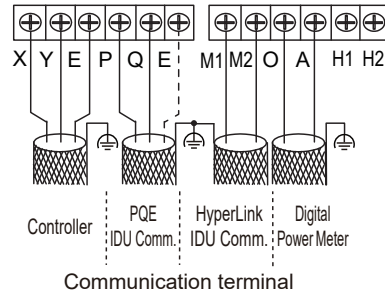 X Y E P Q E M1 M2 O A H1 H2
Controller
PQE
IDU Comm.
HyperLink
IDU Comm.
Digital
Power Meter
Communication terminal